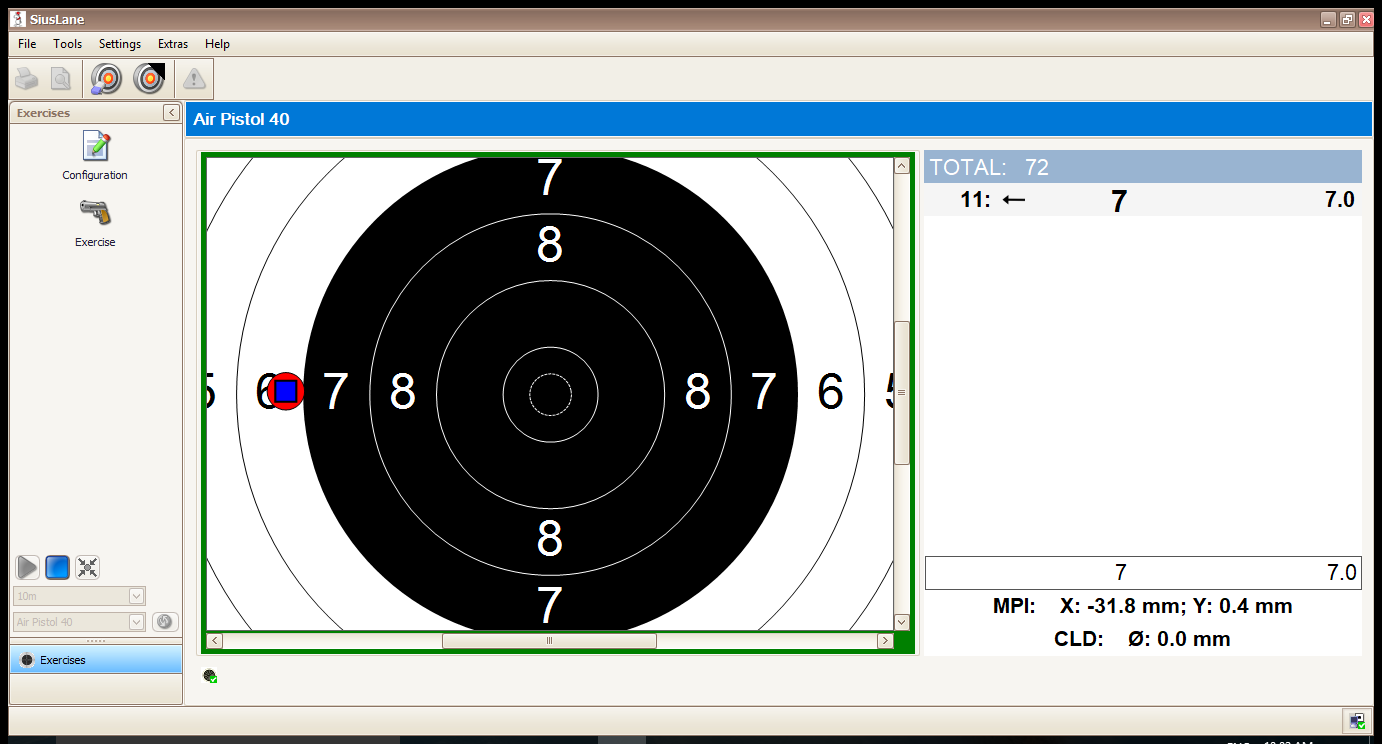 SiusLane
File Tools Settings Extras Help
Exercises
Configuration
Exercise
10m
Air Pistol 40
Exercises
Air Pistol 40
7
8
5 6 7 8 8 7 6 5
8
7
TOTAL: 72
11: ← 7 7.0
7 7.0
MPI: X: -31.8 mm; Y: 0.4 mm
CLD: Ø: 0.0 mm